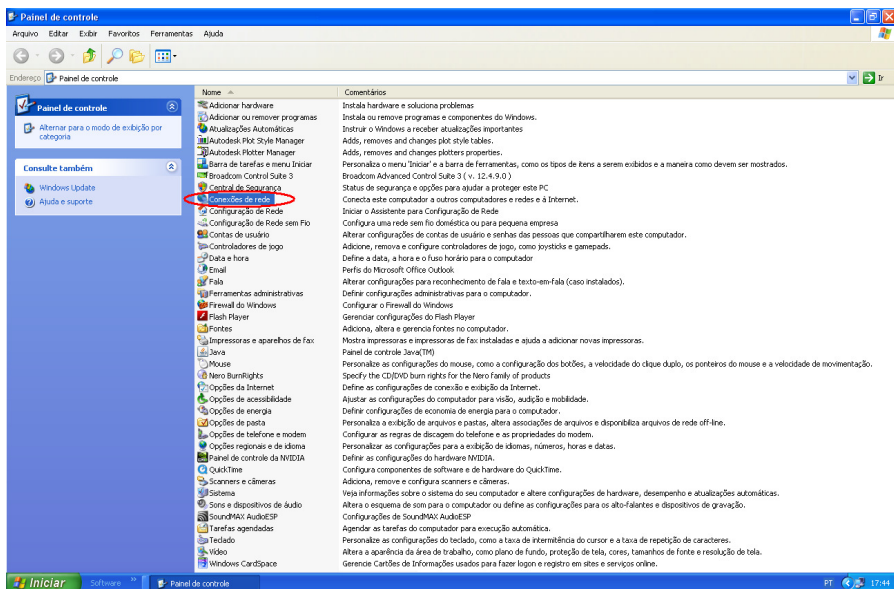 Painel de controle
Arquivo Editar Exibir Favoritos Ferramentas Ajuda
Endereço Painel de controle Ir
Painel de controle
Alternar para o modo de exibição por
categoria
Consulte também
Windows Update
Ajuda e suporte
Nome Comentários
Adicionar hardware Instala hardware e soluciona problemas
Adicionar ou remover programas Instala ou remove programas e componentes do Windows.
Atualizações Automáticas Instruir o Windows a receber atualizações importantes
Autodesk Plot Style Manager Adds, removes and changes plot style tables.
Autodesk Plotter Manager Adds, removes and changes plotters properties.
Barra de tarefas e menu Iniciar Personaliza o menu 'Iniciar' e a barra de ferramentas, como os tipos de itens a serem exibidos e a maneira como devem ser mostrados.
Broadcom Control Suite 3 Broadcom Advanced Control Suite 3 ( v. 12.4.9.0 )
Central de Segurança Status de segurança e opções para ajudar a proteger este PC
Conexões de rede Conecta este computador a outros computadores e redes e à Internet.
Configuração de Rede Iniciar o Assistente para Configuração de Rede
Configuração de Rede sem Fio Configura uma rede sem fio doméstica ou para pequena empresa
Contas de usuário Alterar configurações de contas de usuário e senhas das pessoas que compartilharem este computador.
Controladores de jogo Adicione, remova e configure controladores de jogo, como joysticks e gamepads.
Data e hora Define a data, a hora e o fuso horário para o computador
Email Perfis do Microsoft Office Outlook
Fala Alterar configurações para reconhecimento de fala e texto-em-fala (caso instalados).
Ferramentas administrativas Definir configurações administrativas para o computador.
Firewall do Windows Configurar o Firewall do Windows
Flash Player Gerenciar configurações do Flash Player
Fontes Adiciona, altera e gerencia fontes no computador.
Impressoras e aparelhos de fax Mostra impressoras e impressoras de fax instaladas e ajuda a adicionar novas impressoras.
Java Painel de controle Java(TM)
Mouse Personalize as configurações do mouse, como a configuração dos botões, a velocidade do clique duplo, os ponteiros do mouse e a velocidade de movimentação.
Nero BurnRights Specify the CD/DVD burn rights for the Nero family of products
Opções da Internet Define as configurações de conexão e exibição da Internet.
Opções de acessibilidade Ajustar as configurações do computador para visão, audição e mobilidade.
Opções de energia Definir configurações de economia de energia para o computador.
Opções de pasta Personaliza a exibição de arquivos e pastas, altera associações de arquivos e disponibiliza arquivos de rede off-line.
Opções de telefone e modem Configurar as regras de discagem do telefone e as propriedades do modem.
Opções regionais e de idioma Personalizar as configurações para a exibição de idiomas, números, horas e datas.
Painel de controle da NVIDIA Definir as configurações do hardware NVIDIA.
QuickTime Configura componentes de software e de hardware do QuickTime.
Scanners e câmeras Adiciona, remove e configura scanners e câmeras.
Sistema Veja informações sobre o sistema do seu computador e altere configurações de hardware, desempenho e atualizações automáticas.
Sons e dispositivos de áudio Altera o esquema de som para o computador ou define as configurações para os alto-falantes e dispositivos de gravação.
SoundMAX AudioESP Configurações de SoundMAX AudioESP
Tarefas agendadas Agendar as tarefas do computador para execução automática.
Teclado Personalize as configurações do teclado, como a taxa de intermitência do cursor e a taxa de repetição de caracteres.
Vídeo Altera a aparência da área de trabalho, como plano de fundo, proteção de tela, cores, tamanhos de fonte e resolução de tela.
Windows CardSpace Gerencie Cartões de Informações usados para fazer logon e registro em sites e serviços online.
Iniciar Software » Painel de controle PT 17:44